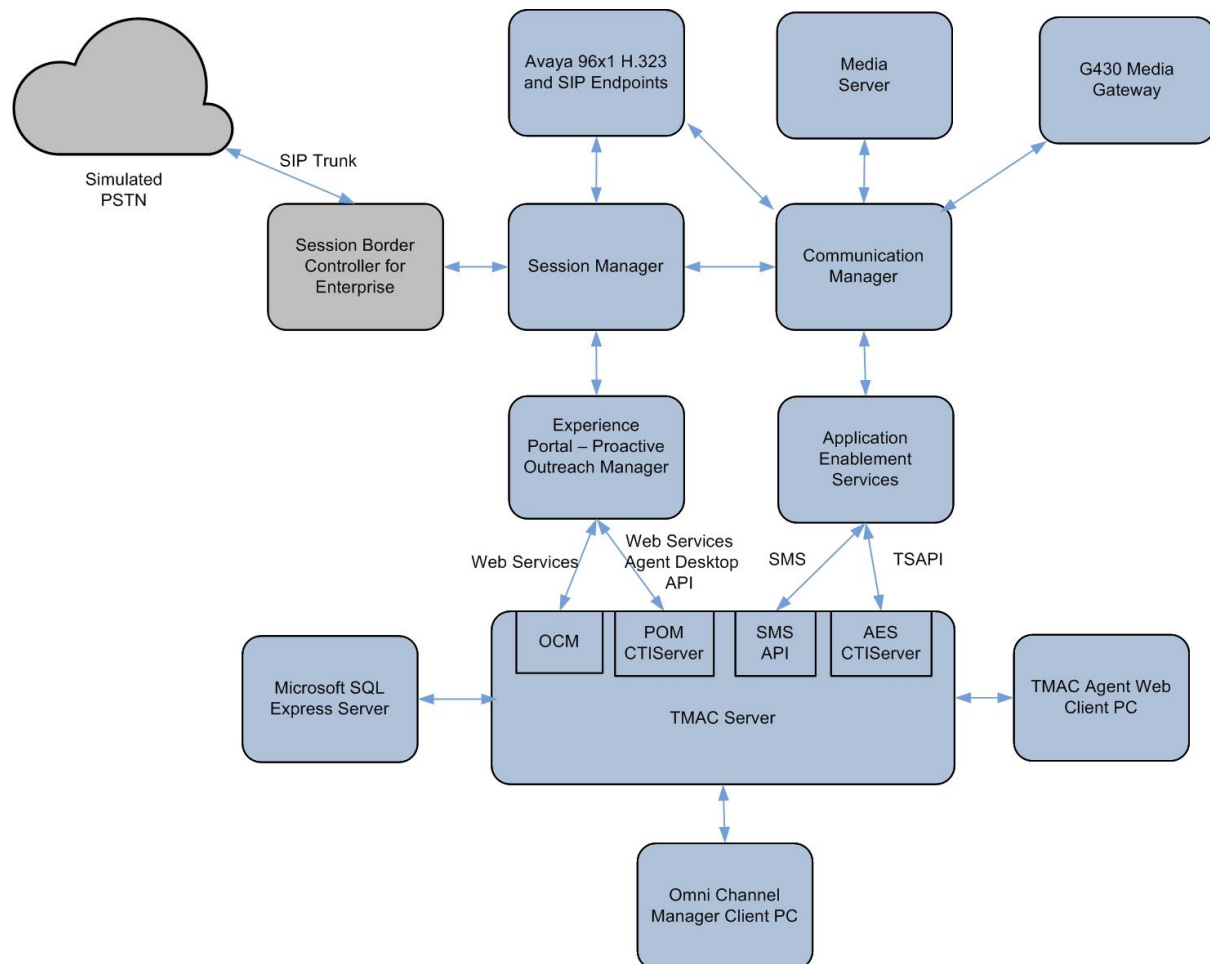 Avaya 96x1 H.323
and SIP Endpoints
Media
Server
G430 Media
Gateway
SIP Trunk
Simulated
PSTN
Session Border
Controller for
Enterprise
Session Manager
Communication
Manager
Experience
Portal – Proactive
Outreach Manager
Application
Enablement
Services
Web Services
Web Services
Agent Desktop
API
SMS
TSAPI
OCM
POM
CTIServer
SMS
API
AES
CTIServer
Microsoft SQL
Express Server
TMAC Server
TMAC Agent Web
Client PC
Omni Channel
Manager Client PC